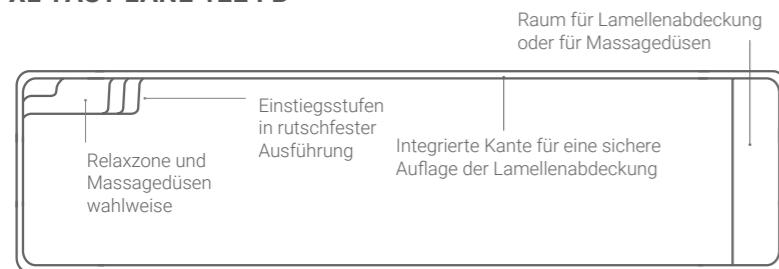 Raum für Lamellenabdeckung
oder für Massagedüsen
Einstiegsstufen
in rutschfester
Ausführung
Integrierte Kante für eine sichere
Auflage der Lamellenabdeckung
Relaxzone und
Massagedüsen
wahlweise